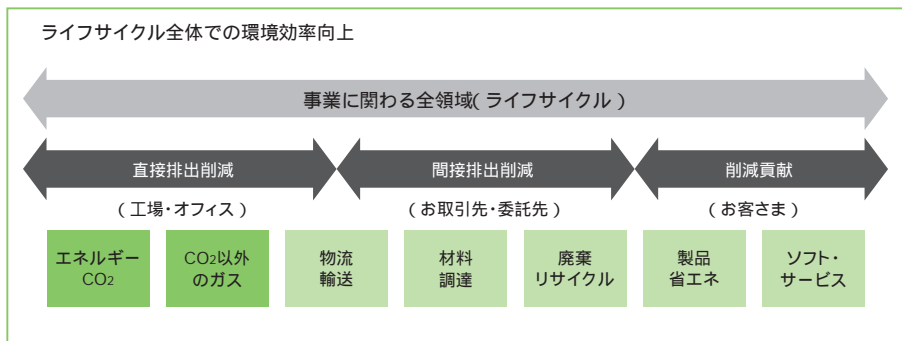 ライフサイクル全体での環境効率向上
事業に関わる全領域(ライフサイクル)
直接排出削減
間接排出削減
削減貢献
(工場・オフィス)
(お取引先・委託先)
(お客さま)
エネルギー
CO2
CO2以外
のガス
物流
輸送
材料
調達
廃棄
リサイクル
製品
省エネ
ソフト・
サービス